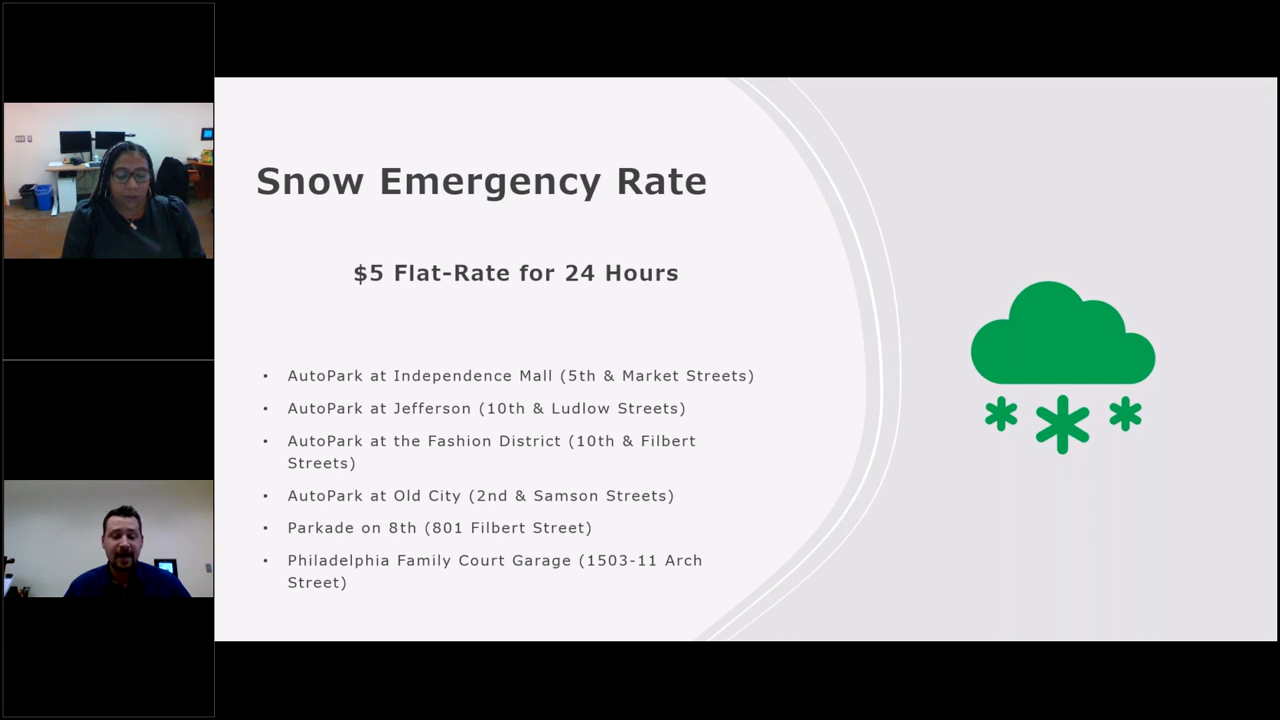 Snow Emergency Rate
$5 Flat-Rate for 24 Hours
• AutoPark at Independence Mall (5th & Market Streets)
• AutoPark at Jefferson (10th & Ludlow Streets)
• AutoPark at the Fashion District (10th & Filbert
Streets)
• AutoPark at Old City (2nd & Samson Streets)
• Parkade on 8th (801 Filbert Street)
• Philadelphia Family Court Garage (1503-11 Arch
Street)